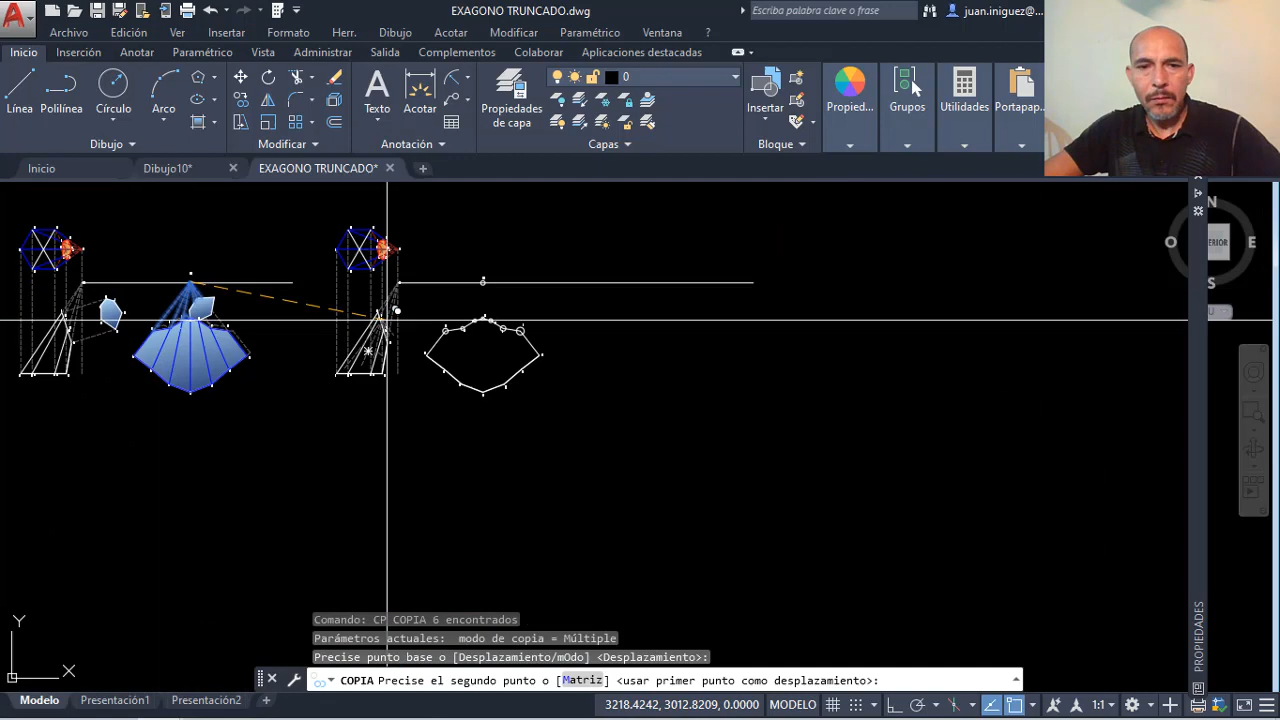 EXAGONO TRUNCADO.dwg
Escriba palabra clave o frase
juan.iniguez@...
Archivo Edición Ver Insertar Formato Herr. Dibujo Acotar Modificar Paramétrico Ventana ?
Inicio Inserción Anotar Paramétrico Vista Administrar Salida Complementos Colaborar Aplicaciones destacadas
0
Línea Polilínea Círculo Arco Texto Acotar Propiedades de capa Insertar Propied... Grupos Utilidades Portapap...
Dibujo Modificar Anotación Capas Bloque
Inicio Dibujo10* EXAGONO TRUNCADO*
N
O ERIOR E
S
PROPIEDADES
Y
X
Comando: CP COPIA 6 encontrados
Parámetros actuales: modo de copia = Múltiple
Precise punto base o [Desplazamiento/mOdo] <Desplazamiento>:
COPIA Precise el segundo punto o [Matriz] <usar primer punto como desplazamiento>:
Modelo Presentación1 Presentación2 + 3218.4242, 3012.8209, 0.0000 MODELO 1:1